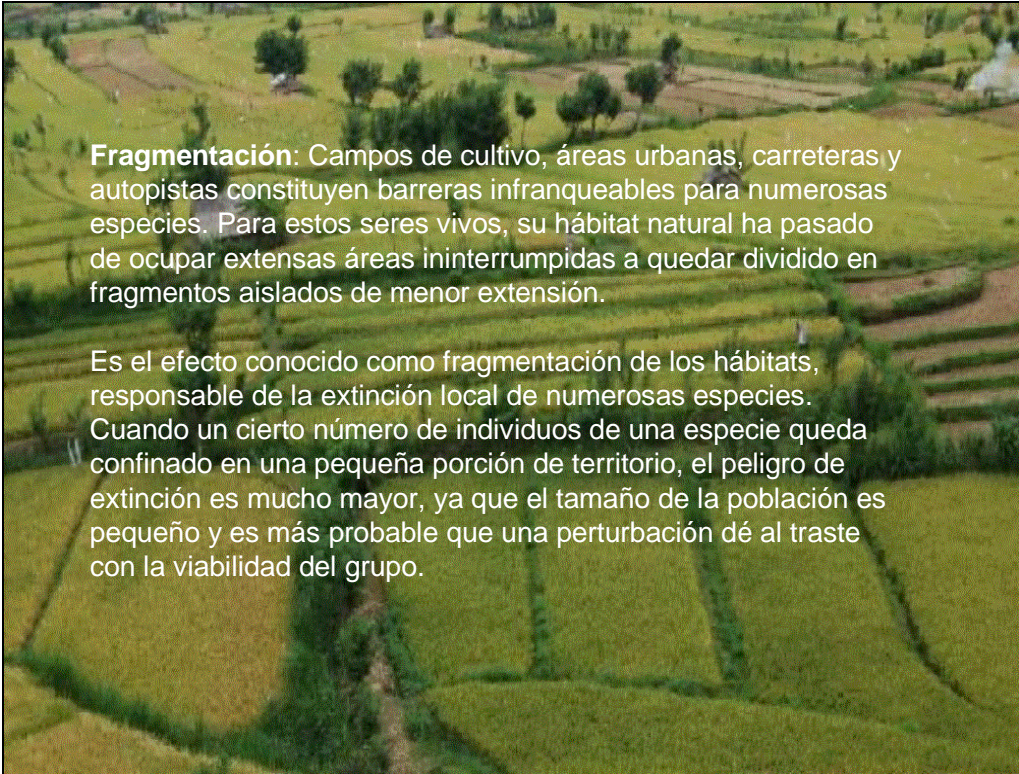 Fragmentación: Campos de cultivo, áreas urbanas, carreteras y
autopistas constituyen barreras infranqueables para numerosas
especies. Para estos seres vivos, su hábitat natural ha pasado
de ocupar extensas áreas ininterrumpidas a quedar dividido en
fragmentos aislados de menor extensión.
Es el efecto conocido como fragmentación de los hábitats,
responsable de la extinción local de numerosas especies.
Cuando un cierto número de individuos de una especie queda
confinado en una pequeña porción de territorio, el peligro de
extinción es mucho mayor, ya que el tamaño de la población es
pequeño y es más probable que una perturbación dé al traste
con la viabilidad del grupo.